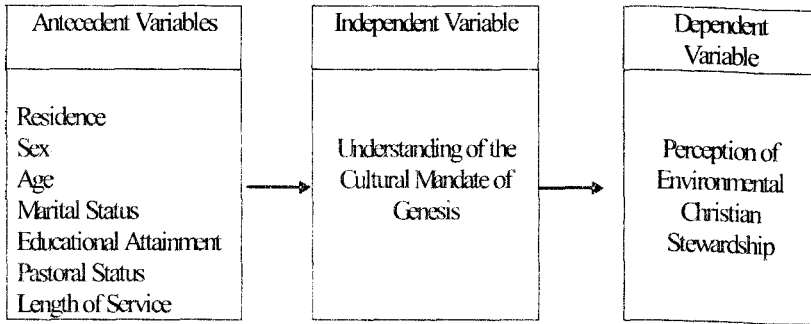 Antecedent Variables
Residence
Sex
Age
Marital Status
Educational Attainment
Pastoral Status
Length of Service
Independent Variable
Understanding of the
Cultural Mandate of
Genesis
Dependent
Variable
Perception of
Environmental
Christian
Stewardship